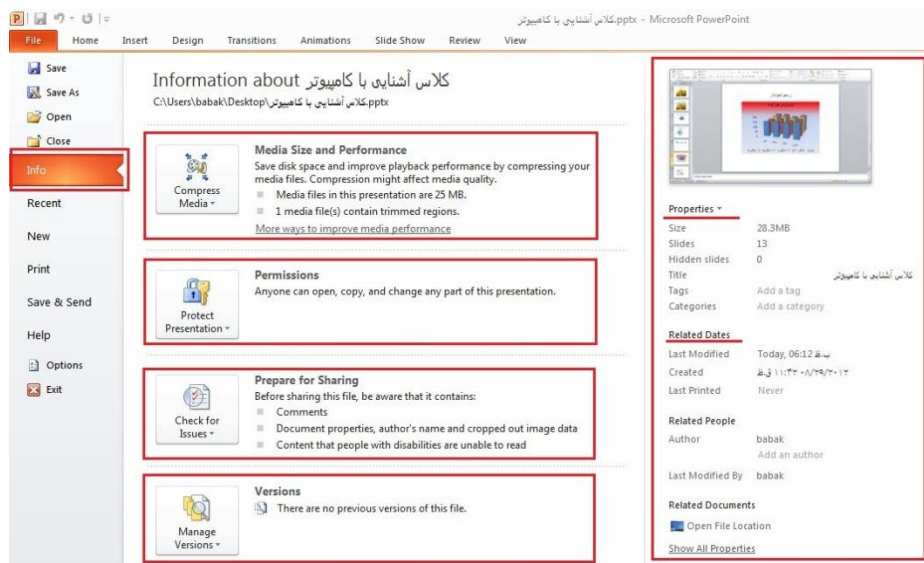 کلاس آشنایی با کامپیوتر.pptx - Microsoft PowerPoint
File Home Insert Design Transitions Animations Slide Show Review View
Save
Save As
Open
Close
Info
Recent
New
Print
Save & Send
Help
Options
Exit
Information about کلاس آشنایی با کامپیوتر
C:\Users\babak\Desktop\کلاس آشنایی با کامپیوتر.pptx
Compress
Media
Media Size and Performance
Save disk space and improve playback performance by compressing your
media files. Compression might affect media quality.
Media files in this presentation are 25 MB.
1 media file(s) contain trimmed regions.
More ways to improve media performance
Protect
Presentation
Permissions
Anyone can open, copy, and change any part of this presentation.
Check for
Issues
Prepare for Sharing
Before sharing this file, be aware that it contains:
Comments
Document properties, author's name and cropped out image data
Content that people with disabilities are unable to read
Manage
Versions
Versions
There are no previous versions of this file.
Properties
Size 28.3MB
Slides 13
Hidden slides 0
Title کلاس آشنایی با کامپیوتر
Tags Add a tag
Categories Add a category
Related Dates
Last Modified Today, 06:12 ب.ظ
Created ۰۸/۲۹/۲۰۱۳ ۱۱:۴۳ ق.ظ
Last Printed Never
Related People
Author babak
Add an author
Last Modified By babak
Related Documents
Open File Location
Show All Properties